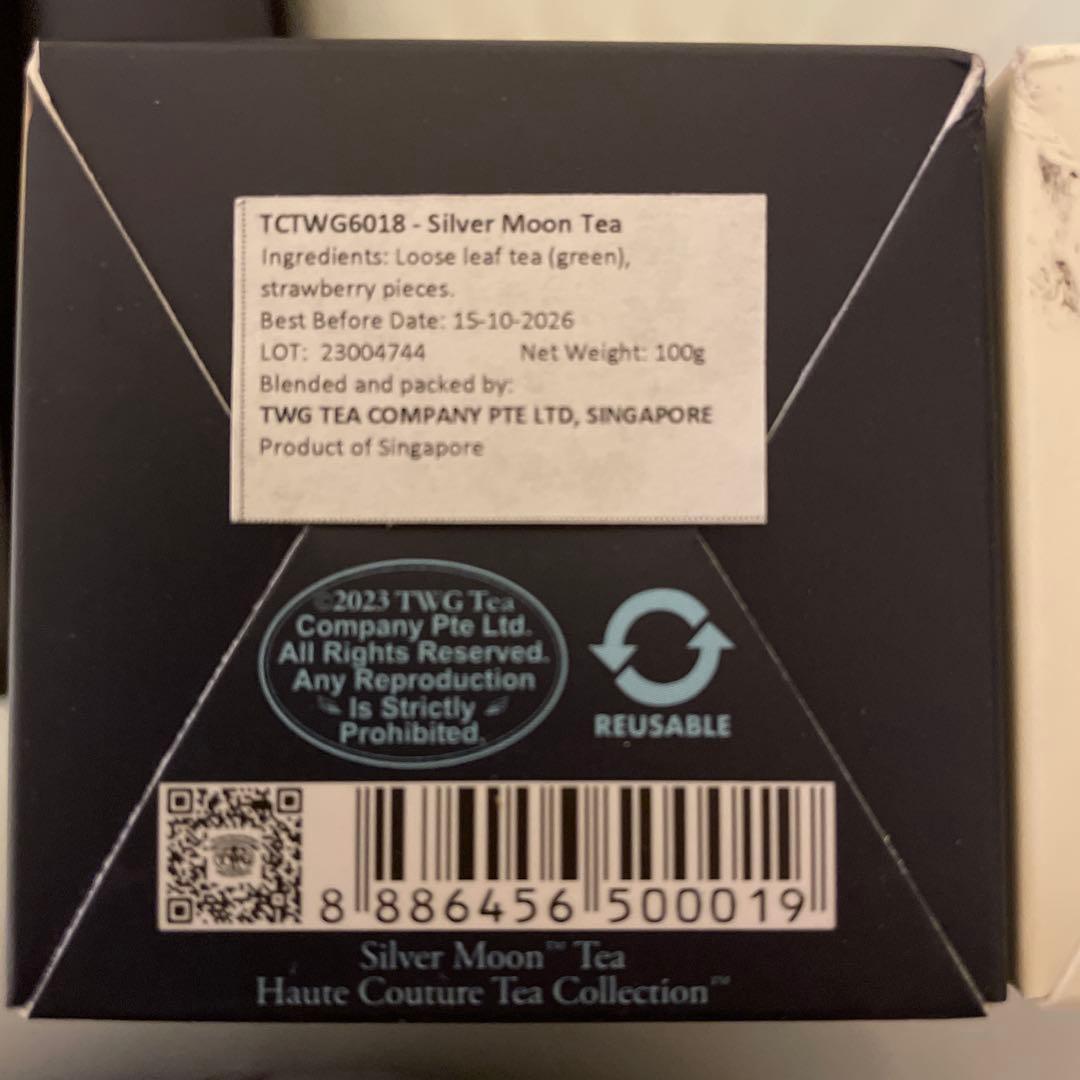 TCTWG6018 - Silver Moon Tea
Ingredients: Loose leaf tea (green),
strawberry pieces.
Best Before Date: 15-10-2026
LOT: 23004744 Net Weight: 100g
Blended and packed by:
TWG TEA COMPANY PTE LTD, SINGAPORE
Product of Singapore
©2023 TWG Tea
Company Pte Ltd.
All Rights Reserved.
Any Reproduction
Is Strictly
Prohibited.
REUSABLE
8 886456 500019
Silver Moon™ Tea
Haute Couture Tea Collection™